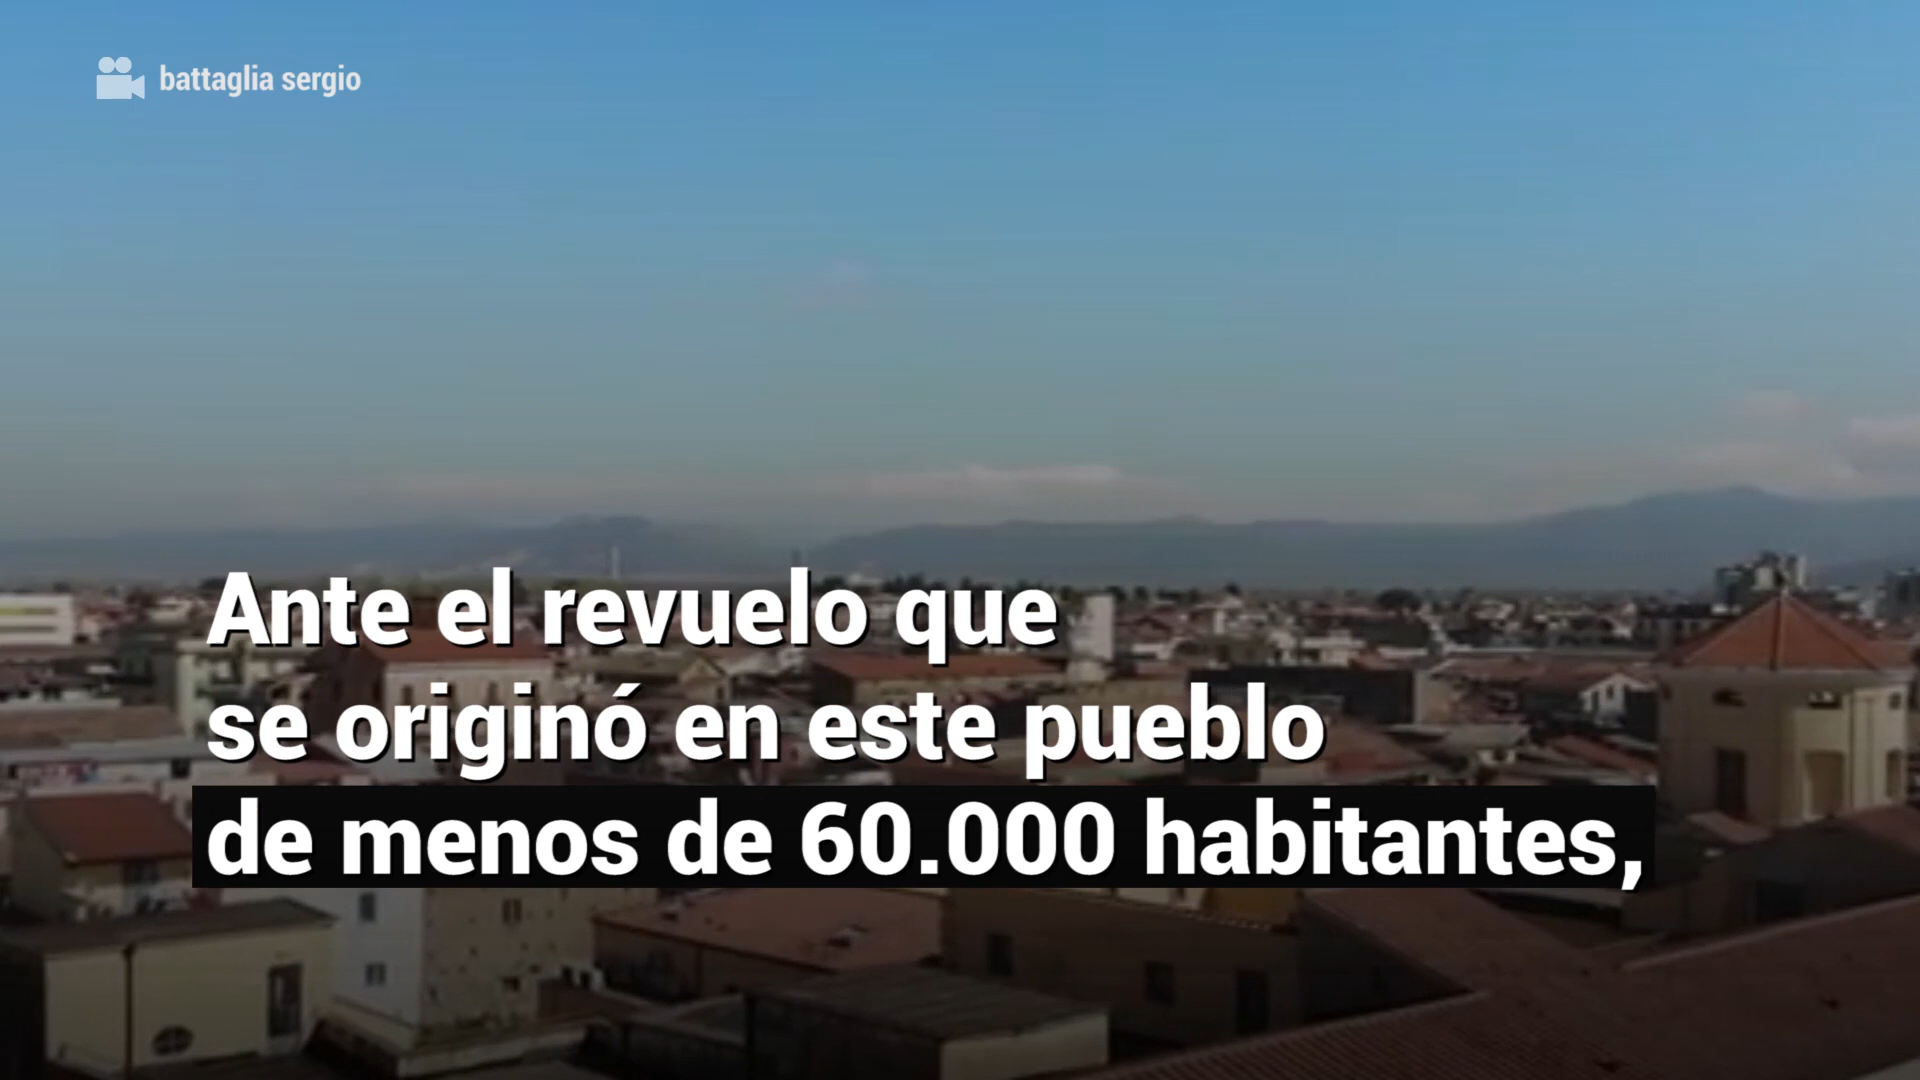 battaglia sergio
Ante el revuelo que
se originó en este pueblo
de menos de 60.000 habitantes,